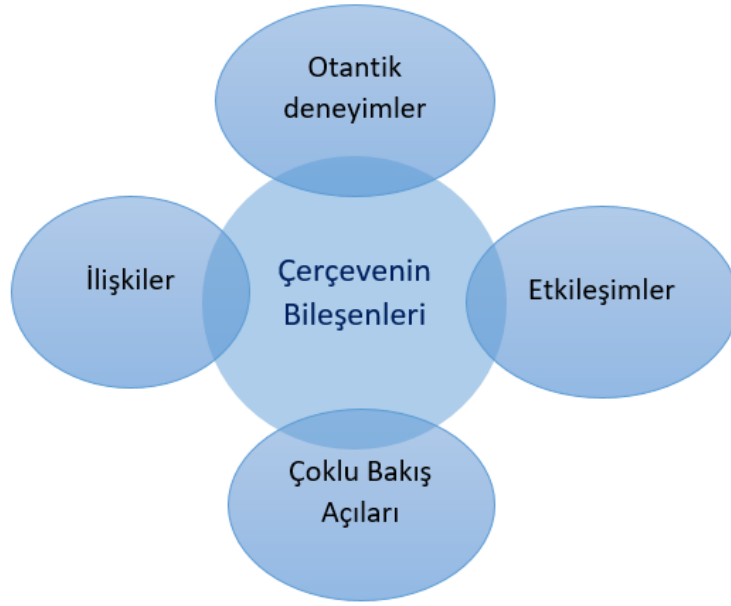 Otantik
deneyimler
İlişkiler
Çerçevenin
Bileşenleri
Etkileşimler
Çoklu Bakış
Açıları